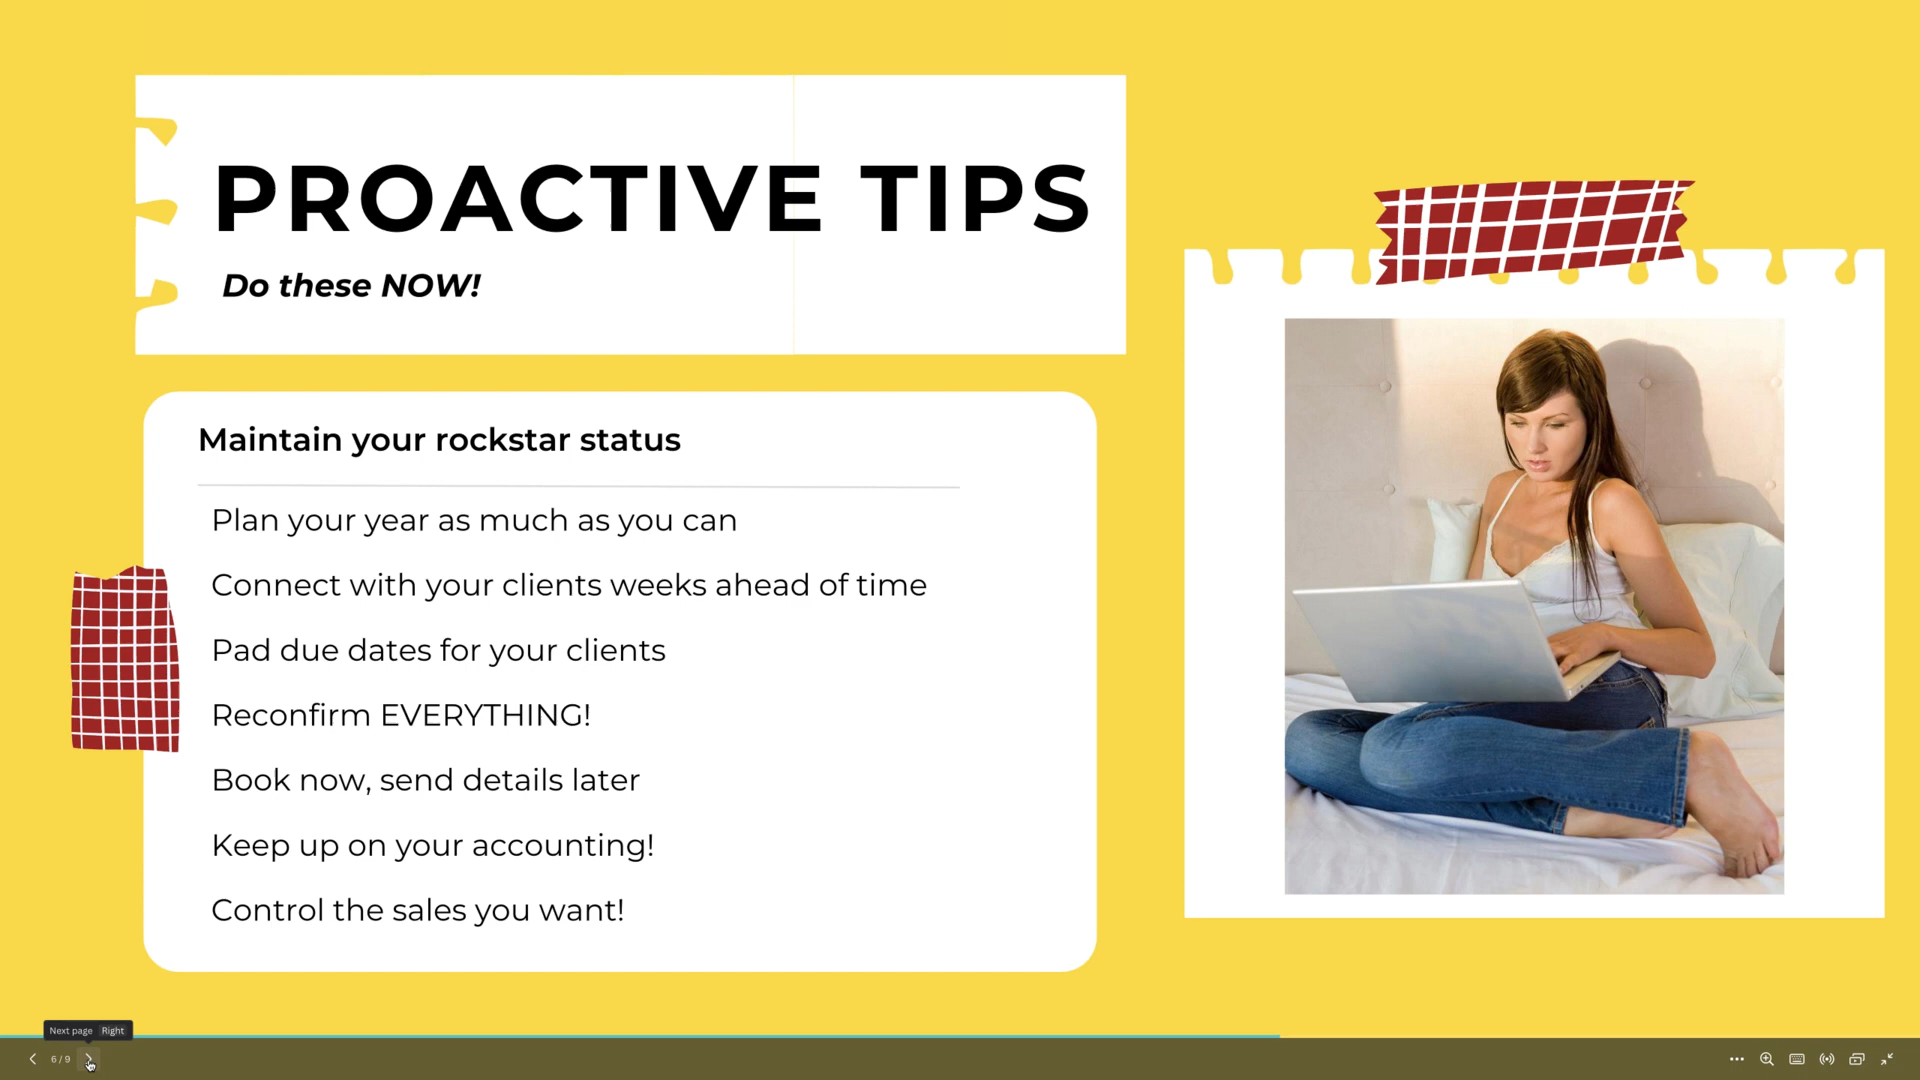 PROACTIVE TIPS
Do these NOW!
Maintain your rockstar status
Plan your year as much as you can
Connect with your clients weeks ahead of time
Pad due dates for your clients
Reconfirm EVERYTHING!
Book now, send details later
Keep up on your accounting!
Control the sales you want!
Next page Right
6 / 9